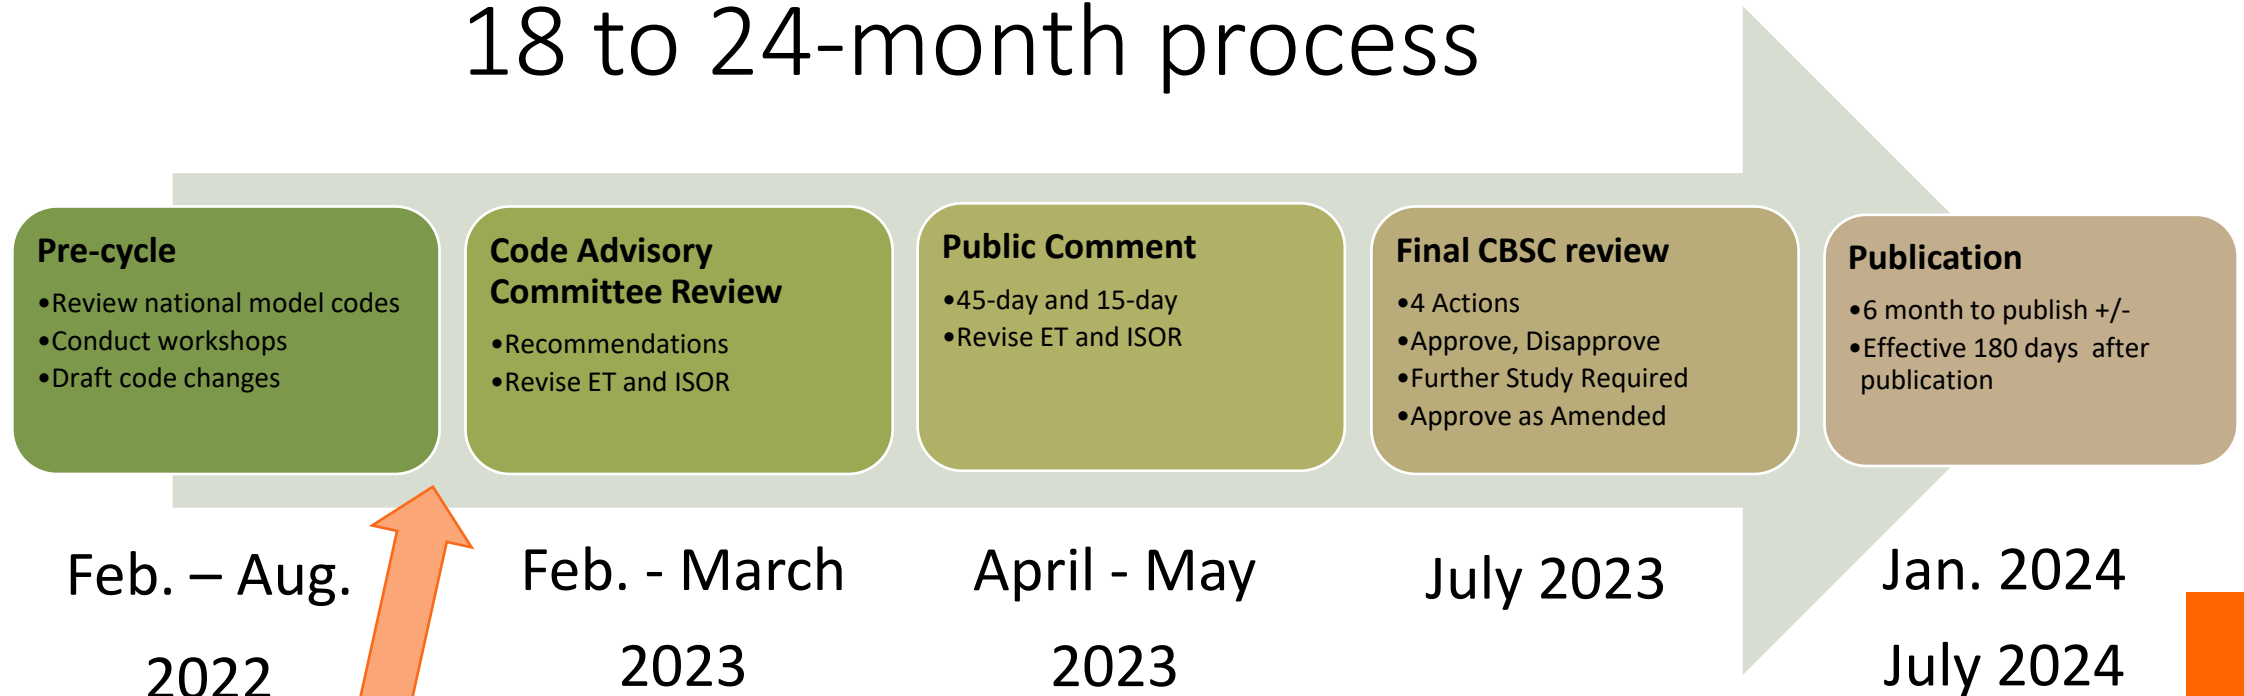 18 to 24-month process
Pre-cycle
•Review national model codes
•Conduct workshops
•Draft code changes
Feb. – Aug.
2022
Code Advisory
Committee Review
•Recommendations
•Revise ET and ISOR
Feb. - March
2023
Public Comment
•45-day and 15-day
•Revise ET and ISOR
April - May
2023
Final CBSC review
•4 Actions
•Approve, Disapprove
•Further Study Required
•Approve as Amended
July 2023
Publication
•6 month to publish +/-
•Effective 180 days after
publication
Jan. 2024
July 2024